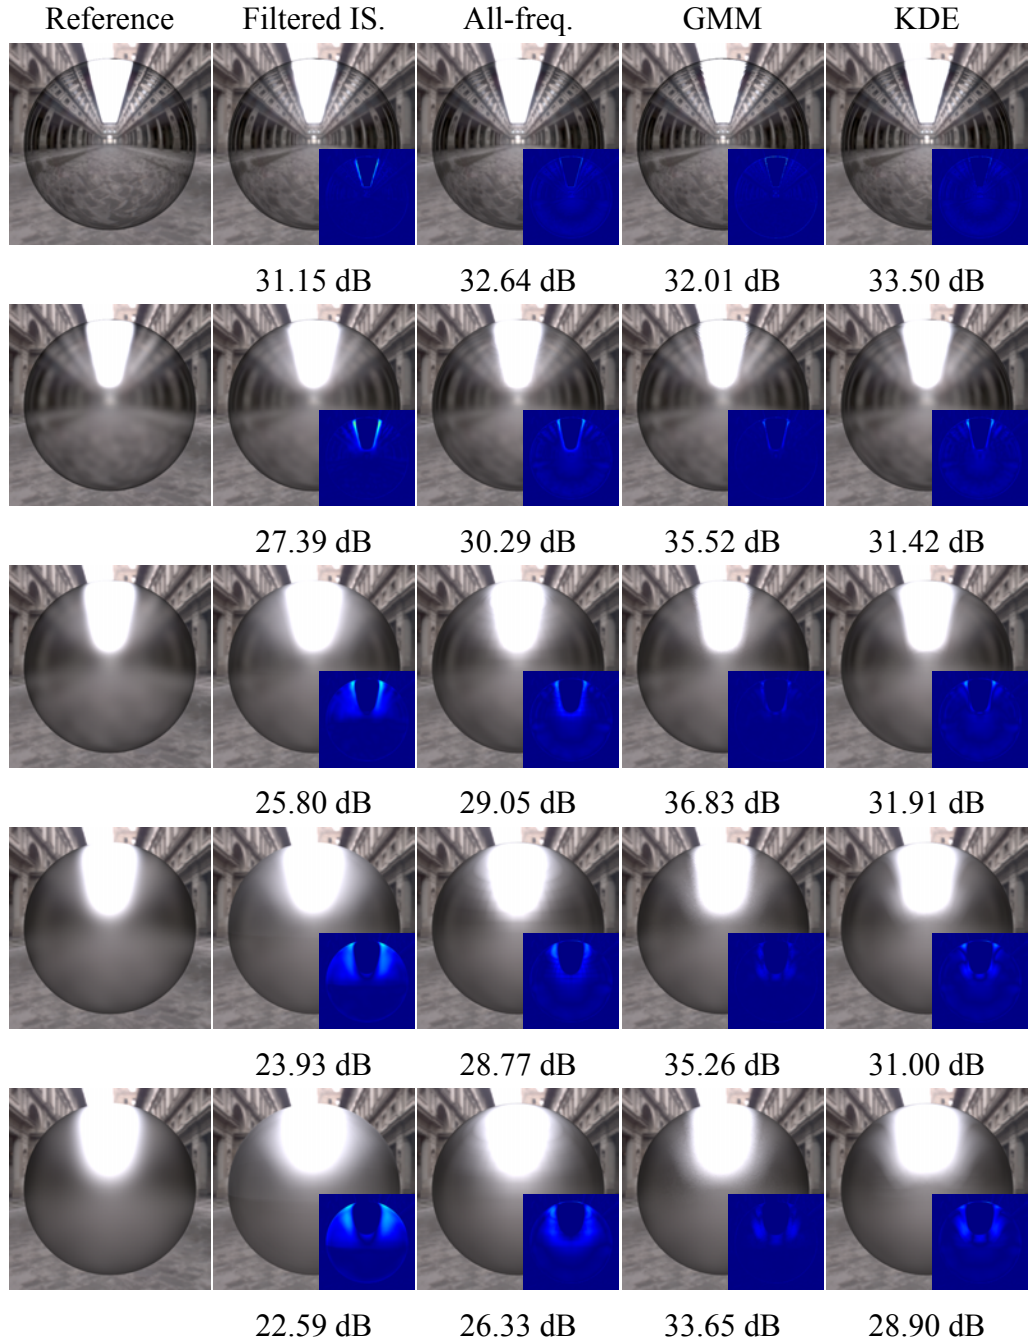 Reference Filtered IS. All-freq. GMM KDE
31.15 dB 32.64 dB 32.01 dB 33.50 dB
27.39 dB 30.29 dB 35.52 dB 31.42 dB
25.80 dB 29.05 dB 36.83 dB 31.91 dB
23.93 dB 28.77 dB 35.26 dB 31.00 dB
22.59 dB 26.33 dB 33.65 dB 28.90 dB